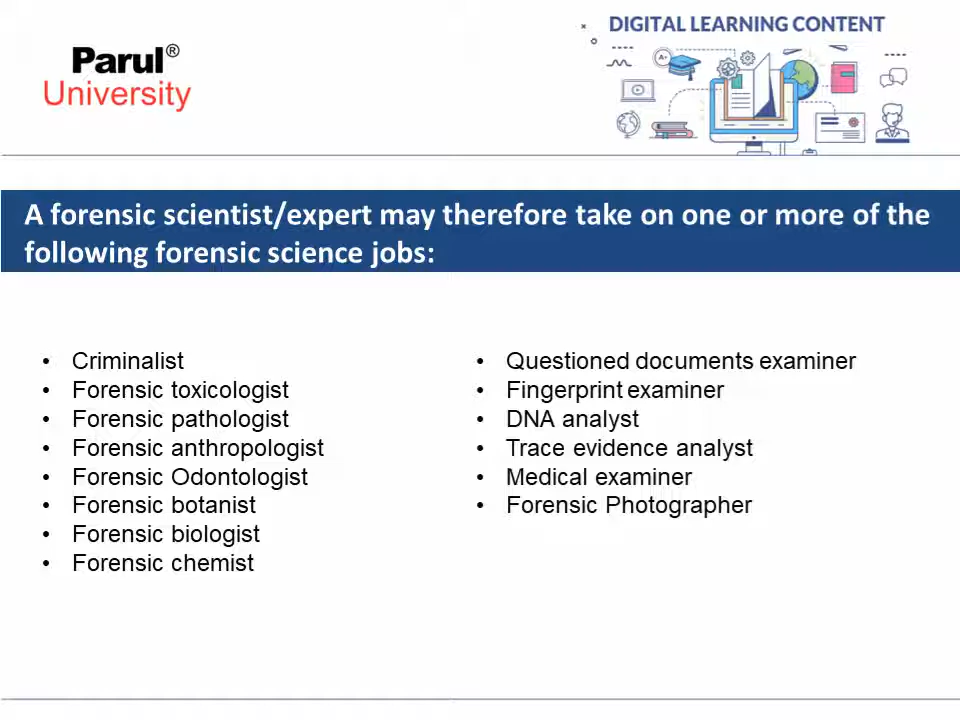 Parul®
University
DIGITAL LEARNING CONTENT
A+
A forensic scientist/expert may therefore take on one or more of the
following forensic science jobs:
• Criminalist
• Forensic toxicologist
• Forensic pathologist
• Forensic anthropologist
• Forensic Odontologist
• Forensic botanist
• Forensic biologist
• Forensic chemist
• Questioned documents examiner
• Fingerprint examiner
• DNA analyst
• Trace evidence analyst
• Medical examiner
• Forensic Photographer